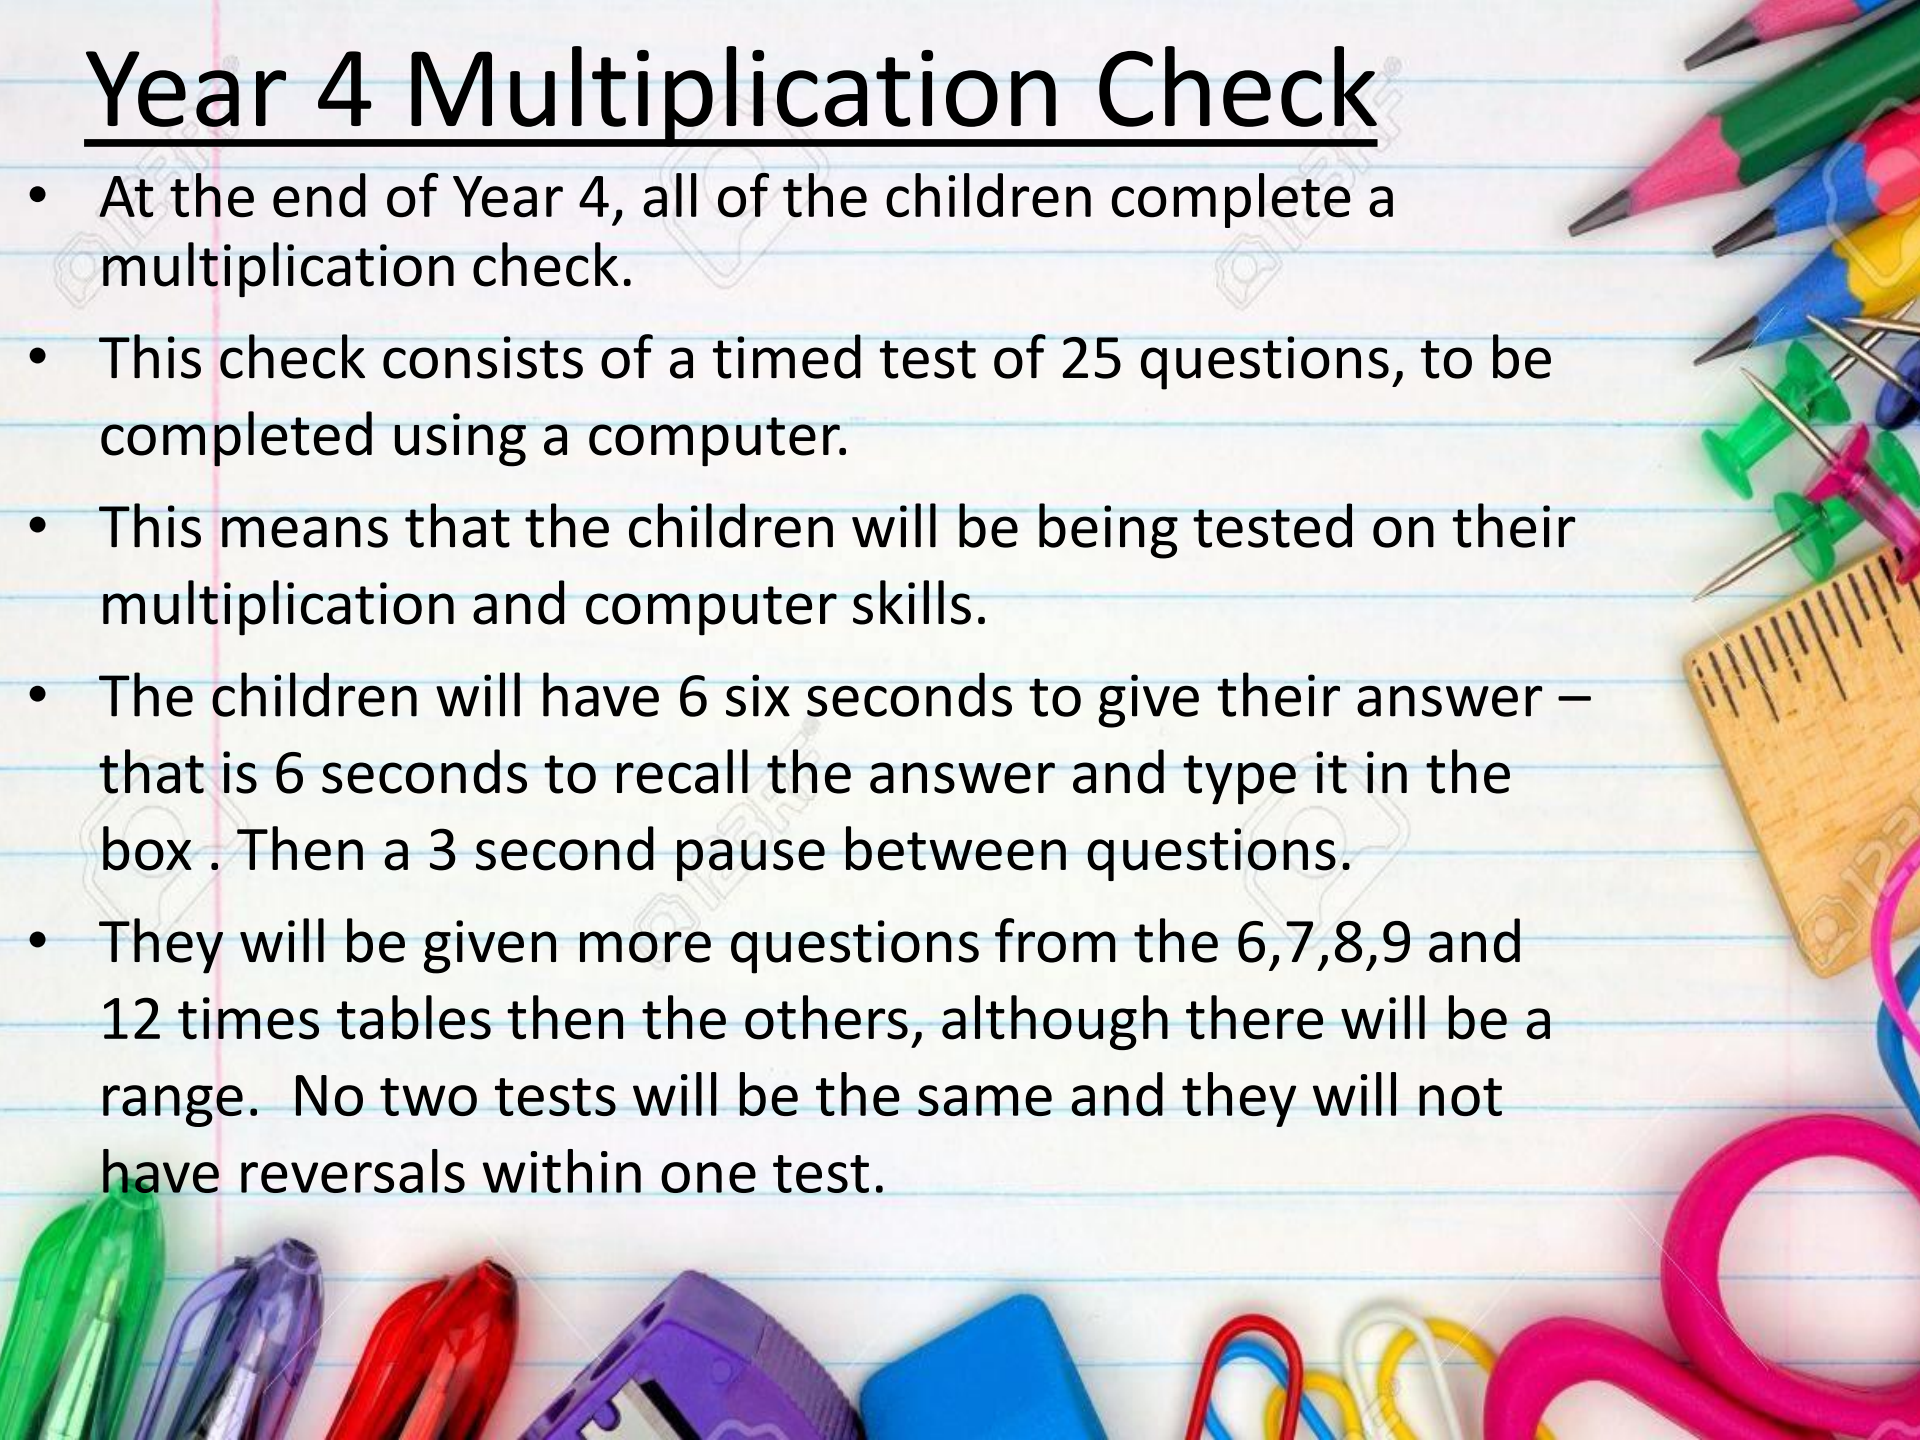 Year 4 Multiplication Check
• At the end of Year 4, all of the children complete a
multiplication check.
• This check consists of a timed test of 25 questions, to be
completed using a computer.
• This means that the children will be being tested on their
multiplication and computer skills.
• The children will have 6 six seconds to give their answer –
that is 6 seconds to recall the answer and type it in the
box . Then a 3 second pause between questions.
• They will be given more questions from the 6,7,8,9 and
12 times tables then the others, although there will be a
range.  No two tests will be the same and they will not
have reversals within one test.
123RF
123RF
123RF